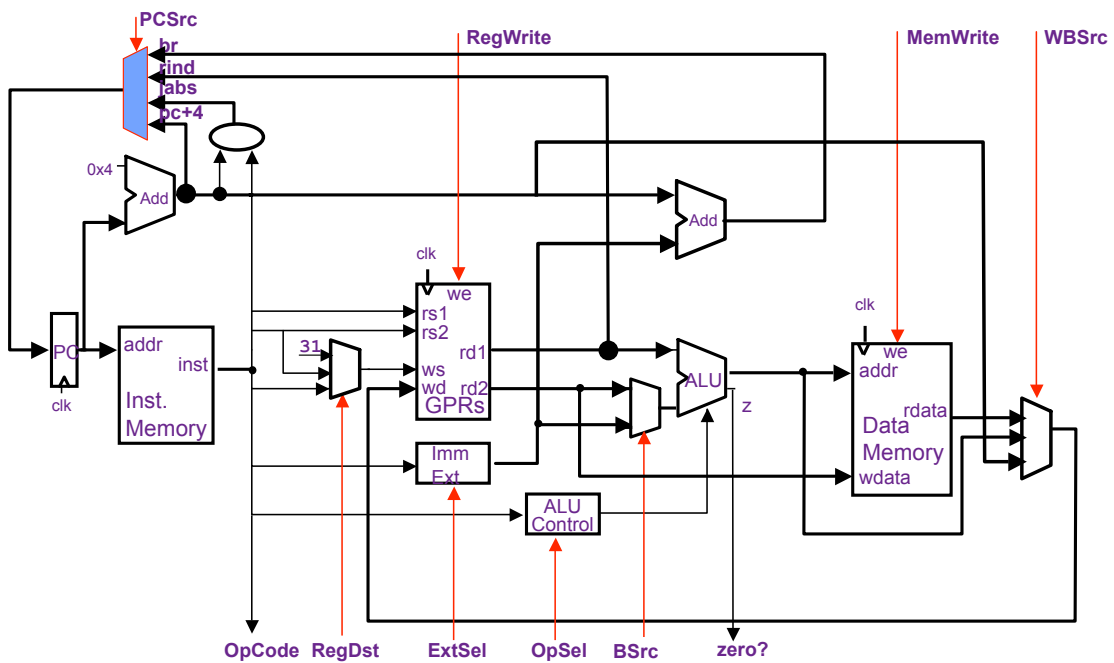 PCSrc
br
rind
jabs
pc+4
RegWrite
MemWrite
WBSrc
0x4
Add
Add
clk
we
rs1
rs2
rd1
31
ws
wd
rd2
GPRs
clk
we
addr
rdata
Data
Memory
wdata
PC
clk
addr
inst
Inst.
Memory
ALU
z
Imm
Ext
ALU
Control
OpCode
RegDst
ExtSel
OpSel
BSrc
zero?